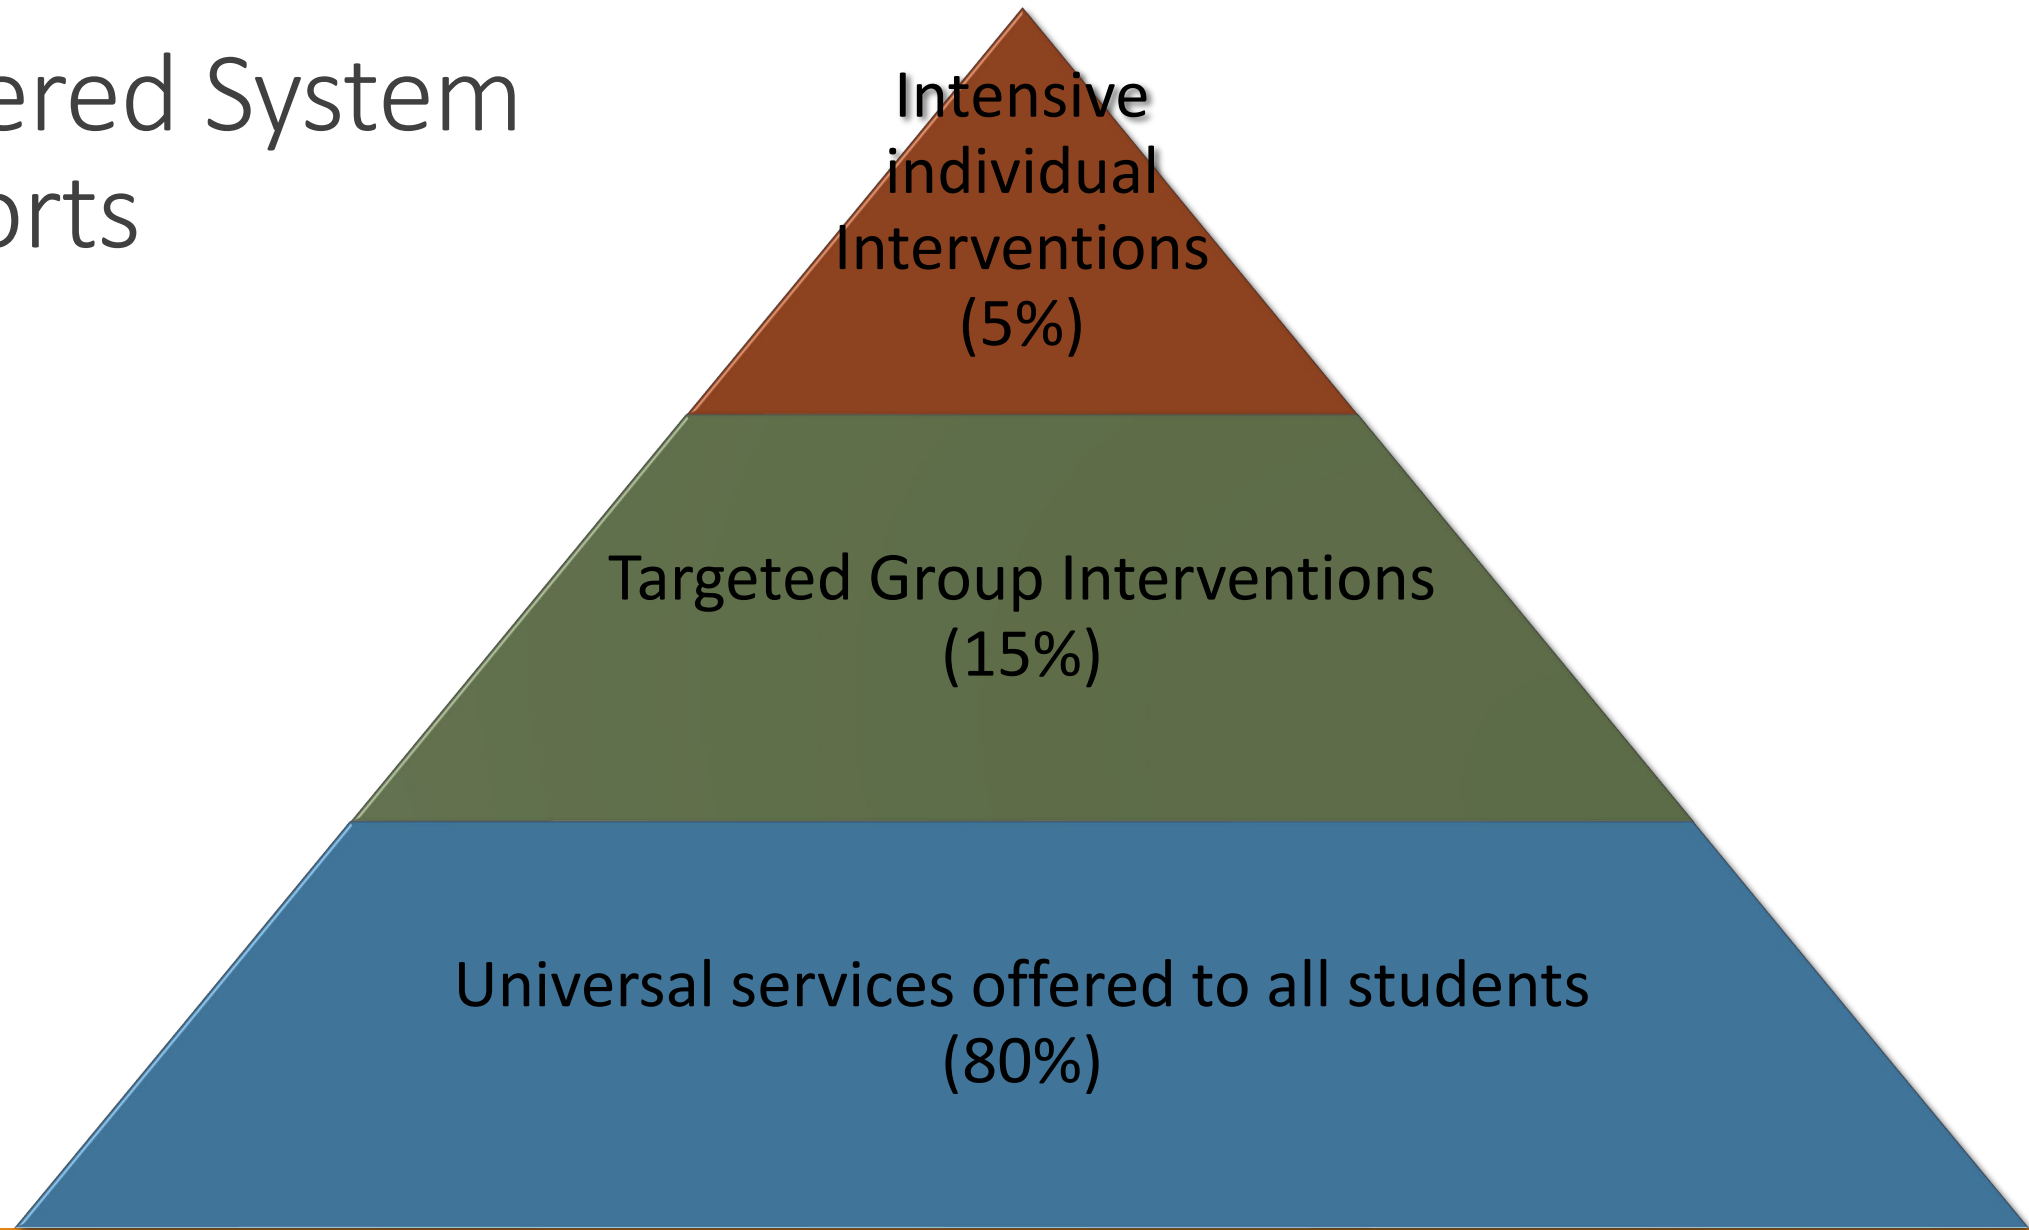 ered System
orts
Intensive
individual
Interventions
(5%)
Targeted Group Interventions
(15%)
Universal services offered to all students
(80%)